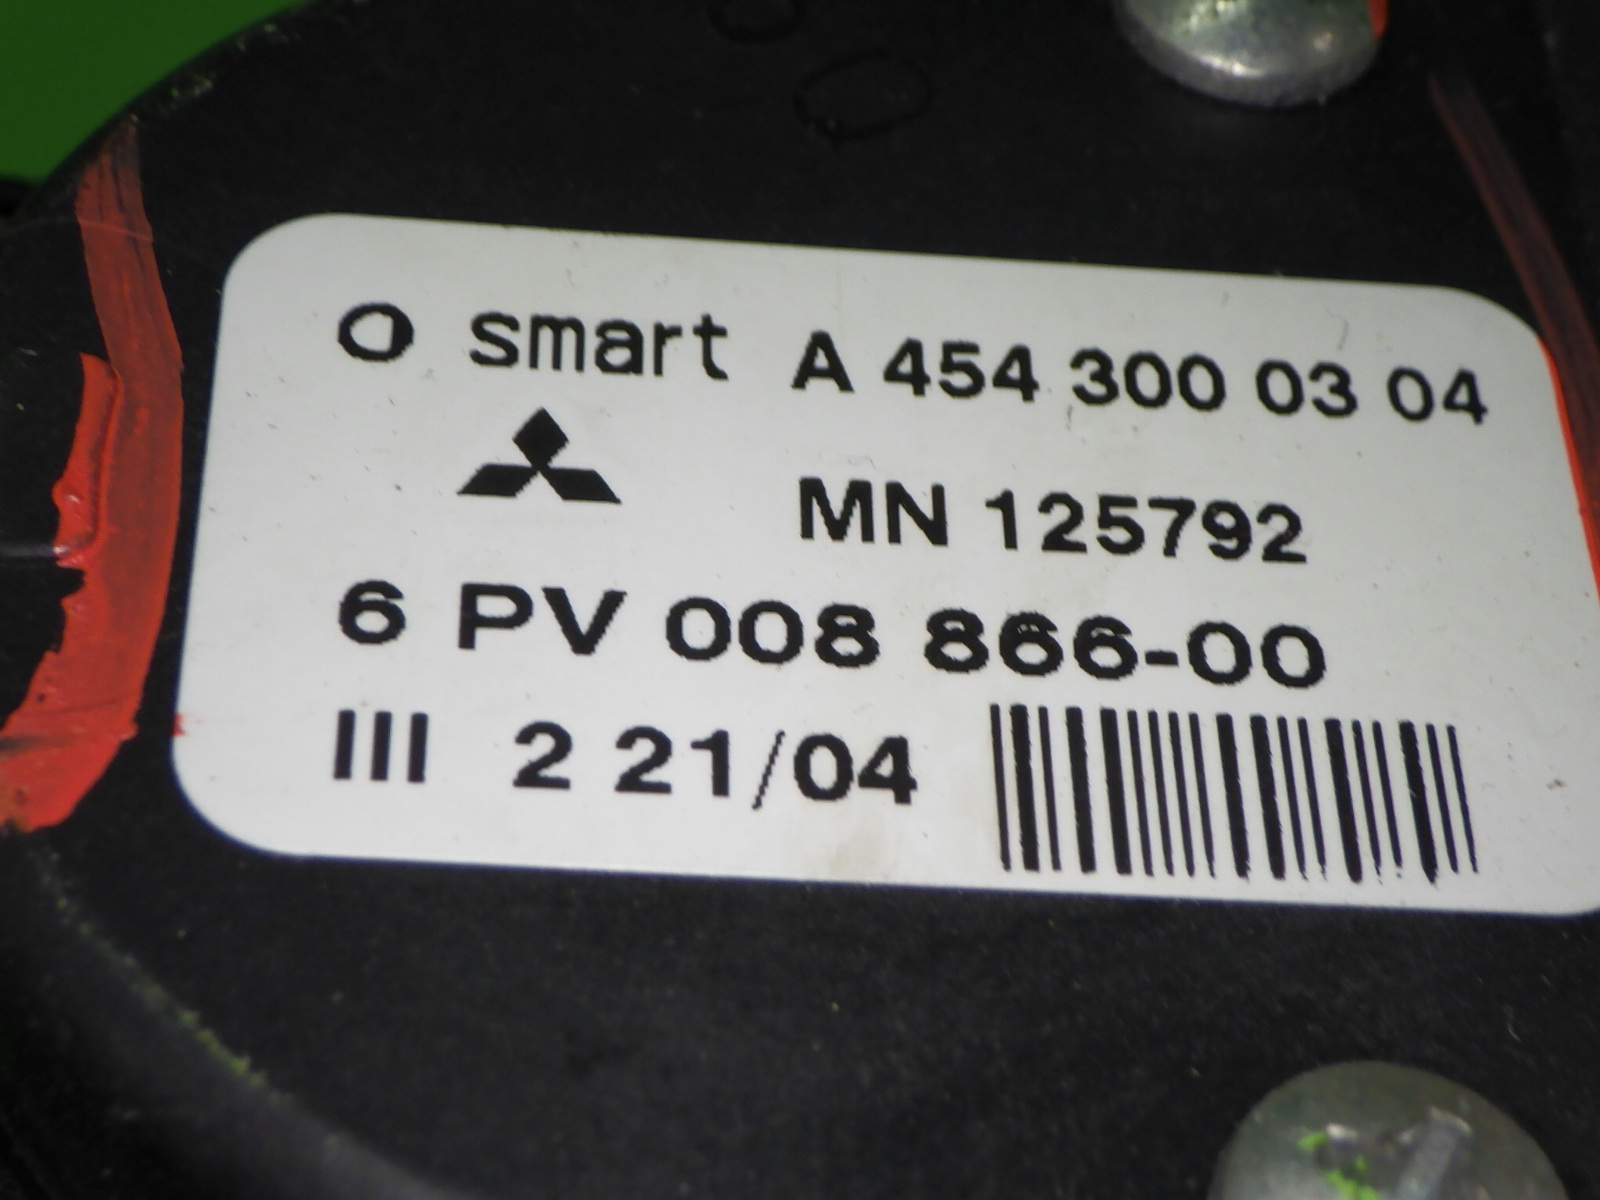 O smart A 454 300 03 04
MN 125792
6 PV 008 866-00
III 2 21/04